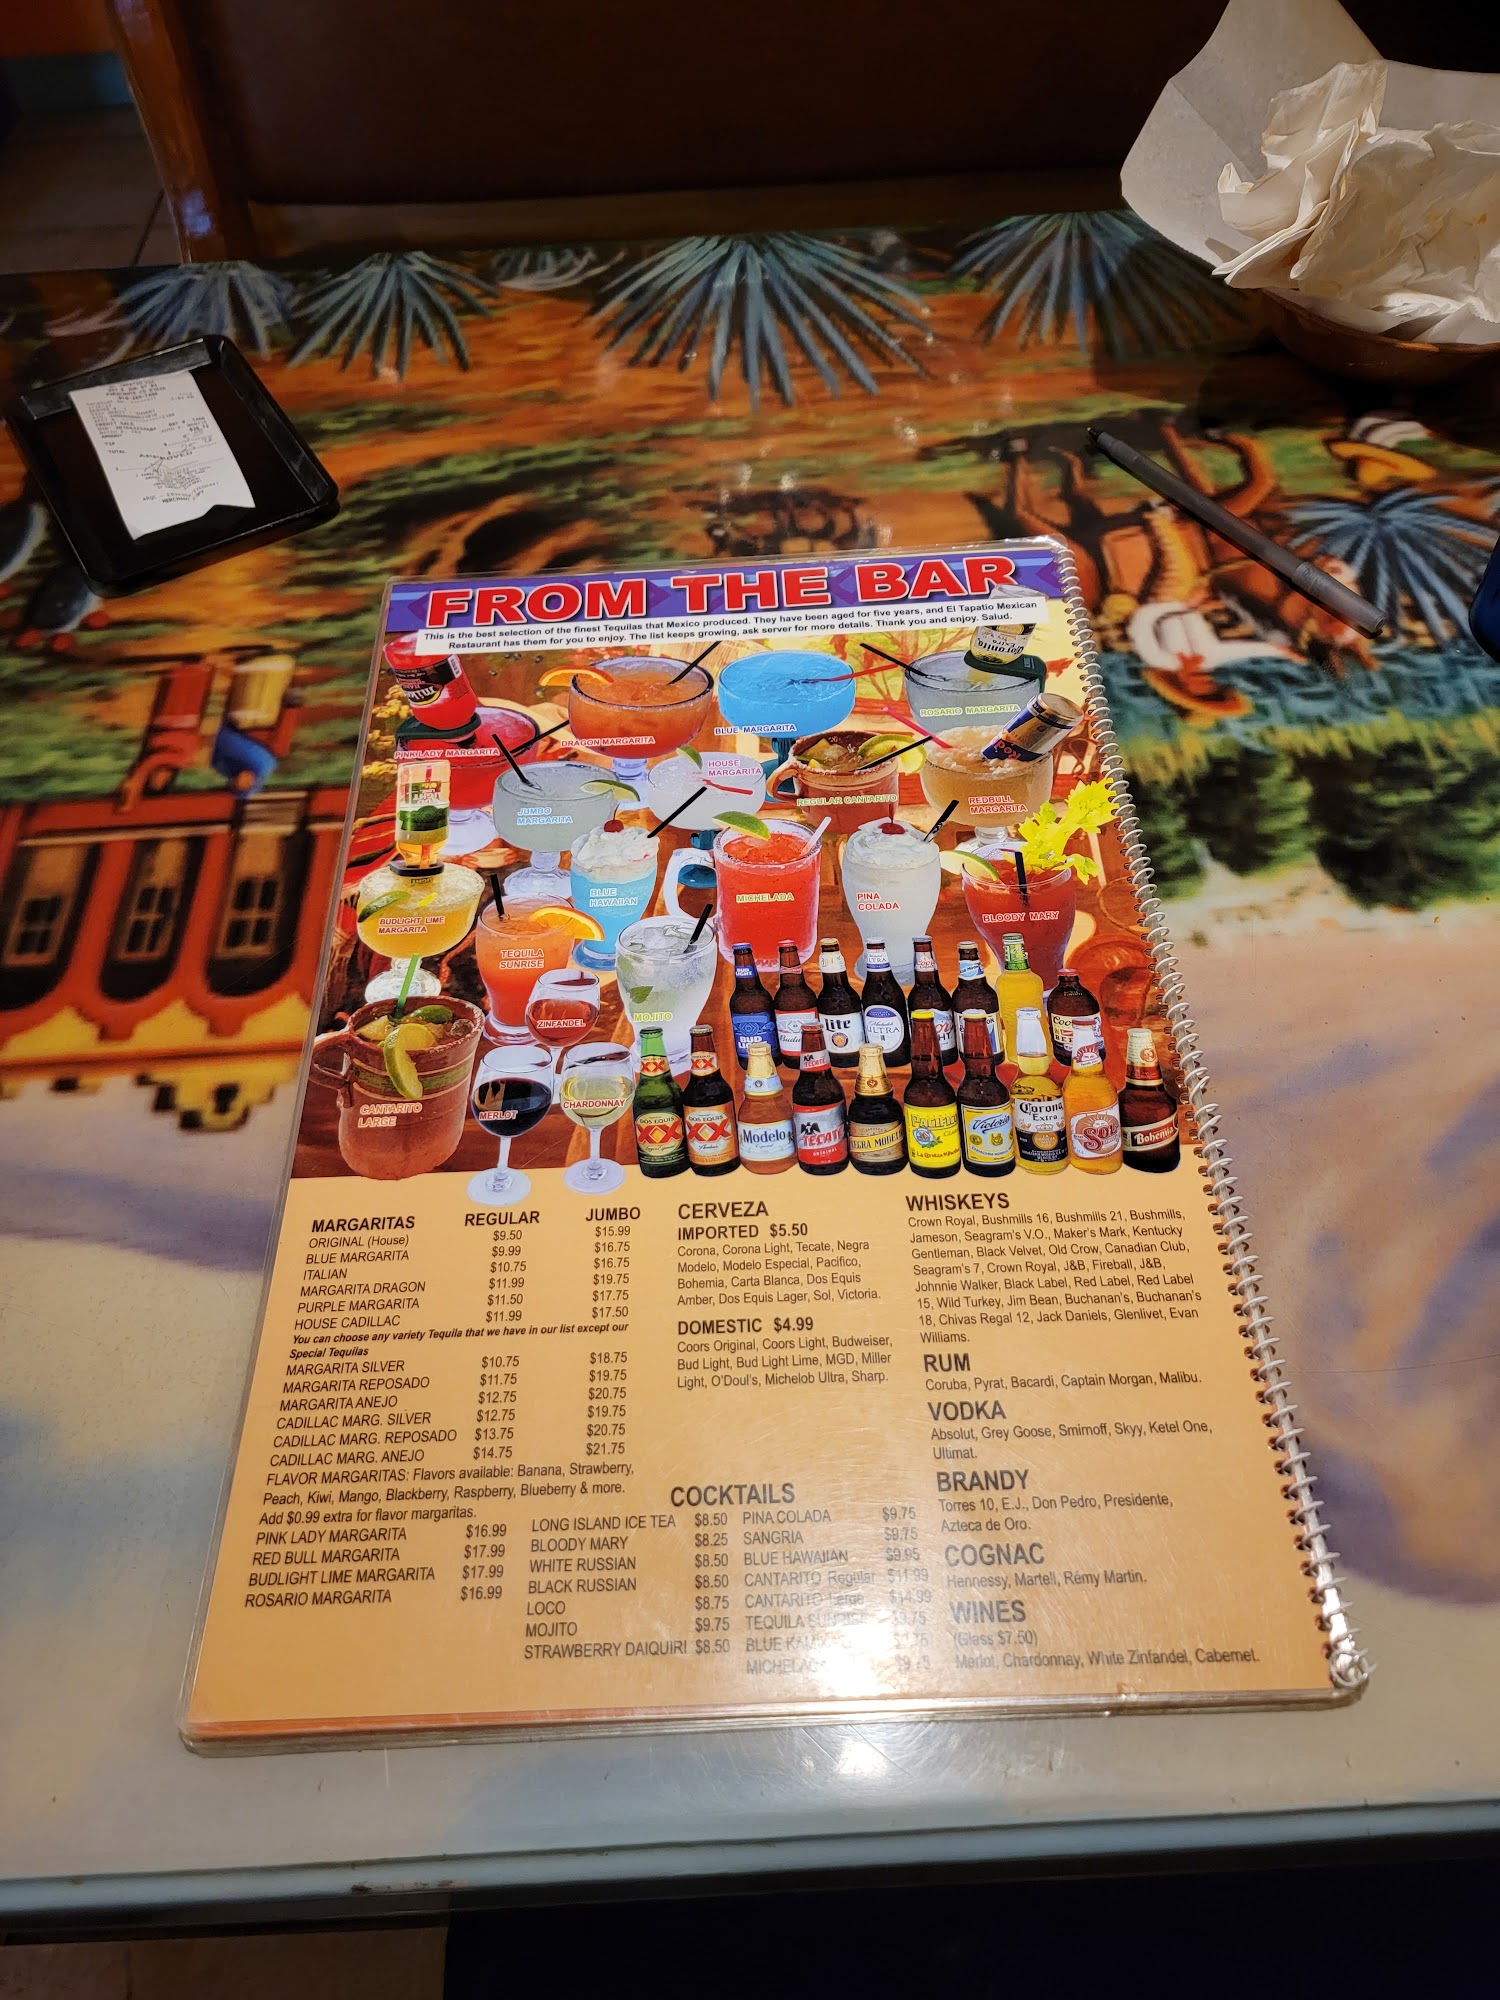 FROM THE BAR
This is the best selection of the finest Tequilas that Mexico produced. They have been aged for five years, and El Tapatio Mexican
Restaurant has them for you to enjoy. The list keeps growing, ask server for more details. Thank you and enjoy. Salud.
Coronita
Extra
PINK LADY MARGARITA
DRAGON MARGARITA
BLUE MARGARITA
ROSARIO MARGARITA
JUMBO
MARGARITA
HOUSE
MARGARITA
REGULAR CANTARITO
REDBULL
MARGARITA
BUDLIGHT LIME
MARGARITA
BLUE
HAWAIIAN
MICHELADA
PINA
COLADA
BLOODY MARY
TEQUILA
SUNRISE
ZINFANDEL
MOJITO
CANTARITO
LARGE
MERLOT
CHARDONNAY
BUD LIGHT
Lite
ULTRA
XX
DOS EQUIS
XX
Modelo
TECATE
NEGRA MODELO
PACIFICO
Victoria
Corona
Extra
SOL
Bohemia
MARGARITAS REGULAR JUMBO
ORIGINAL (House) $9.50 $15.99
BLUE MARGARITA $9.99 $16.75
ITALIAN $10.75 $16.75
MARGARITA DRAGON $11.99 $19.75
PURPLE MARGARITA $11.50 $17.75
HOUSE CADILLAC $11.99 $17.50
You can choose any variety Tequila that we have in our list except our
Special Tequilas
MARGARITA SILVER $10.75 $18.75
MARGARITA REPOSADO $11.75 $19.75
MARGARITA ANEJO $12.75 $20.75
CADILLAC MARG. SILVER $12.75 $19.75
CADILLAC MARG. REPOSADO $13.75 $20.75
CADILLAC MARG. ANEJO $14.75 $21.75
FLAVOR MARGARITAS: Flavors available: Banana, Strawberry,
Peach, Kiwi, Mango, Blackberry, Raspberry, Blueberry & more.
Add $0.99 extra for flavor margaritas.
PINK LADY MARGARITA $16.99
RED BULL MARGARITA $17.99
BUDLIGHT LIME MARGARITA $17.99
ROSARIO MARGARITA $16.99
CERVEZA
IMPORTED $5.50
Corona, Corona Light, Tecate, Negra
Modelo, Modelo Especial, Pacifico,
Bohemia, Carta Blanca, Dos Equis
Amber, Dos Equis Lager, Sol, Victoria.
DOMESTIC $4.99
Coors Original, Coors Light, Budweiser,
Bud Light, Bud Light Lime, MGD, Miller
Light, O'Doul's, Michelob Ultra, Sharp.
COCKTAILS
LONG ISLAND ICE TEA $8.50
BLOODY MARY $8.25
WHITE RUSSIAN $8.50
BLACK RUSSIAN $8.50
LOCO $8.75
MOJITO $9.75
STRAWBERRY DAIQUIRI $8.50
PINA COLADA $9.75
SANGRIA $9.75
BLUE HAWAIIAN $9.95
CANTARITO Regular $11.99
CANTARITO Large $14.99
TEQUILA SUNRISE
BLUE
WHISKEYS
Crown Royal, Bushmills 16, Bushmills 21, Bushmills,
Jameson, Seagram's V.O., Maker's Mark, Kentucky
Gentleman, Black Velvet, Old Crow, Canadian Club,
Seagram's 7, Crown Royal, J&B, Fireball, J&B,
Johnnie Walker, Black Label, Red Label, Red Label
15, Wild Turkey, Jim Bean, Buchanan's, Buchanan's
18, Chivas Regal 12, Jack Daniels, Glenlivet, Evan
Williams.
RUM
Coruba, Pyrat, Bacardi, Captain Morgan, Malibu.
VODKA
Absolut, Grey Goose, Smirnoff, Skyy, Ketel One,
Ultimat.
BRANDY
Torres 10, E.J., Don Pedro, Presidente,
Azteca de Oro.
COGNAC
Hennessy, Martell, Rémy Martin.
WINES
(Glass $7.50)
Merlot, Chardonnay, White Zinfandel, Cabernet.
TIP
TOTAL
APPROVED